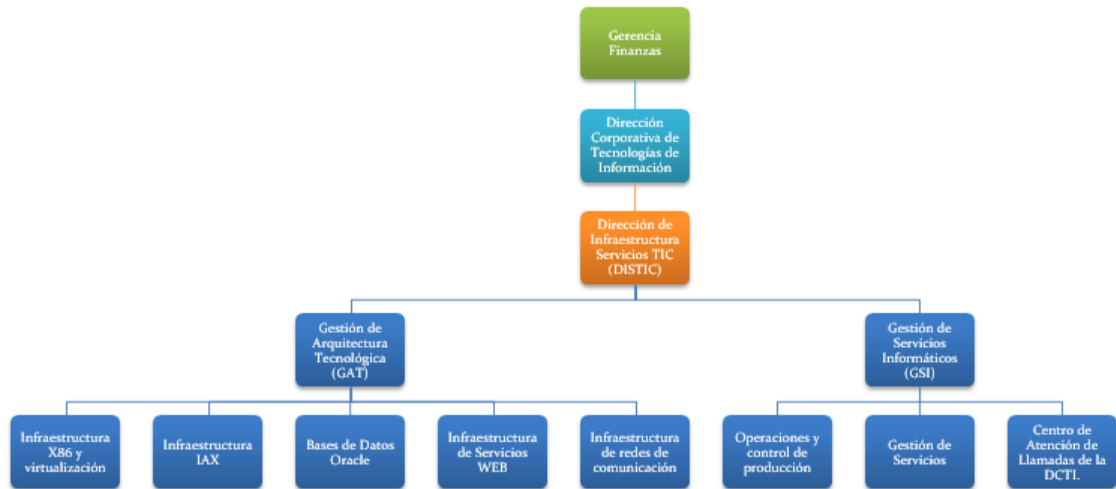 Gerencia
Finanzas
Dirección
Corporativa de
Tecnologías de
Información
Dirección de
Infraestructura
Servicios TIC
(DISTIC)
Gestión de
Arquitectura
Tecnológica
(GAT)
Gestión de
Servicios
Informáticos
(GSI)
Infraestructura
X86 y
virtualización
Infraestructura
IAX
Bases de Datos
Oracle
Infraestructura
de Servicios
WEB
Infraestructura
de redes de
comunicación
Operaciones y
control de
producción
Gestión de
Servicios
Centro de
Atención de
Llamadas de la
DCTI.